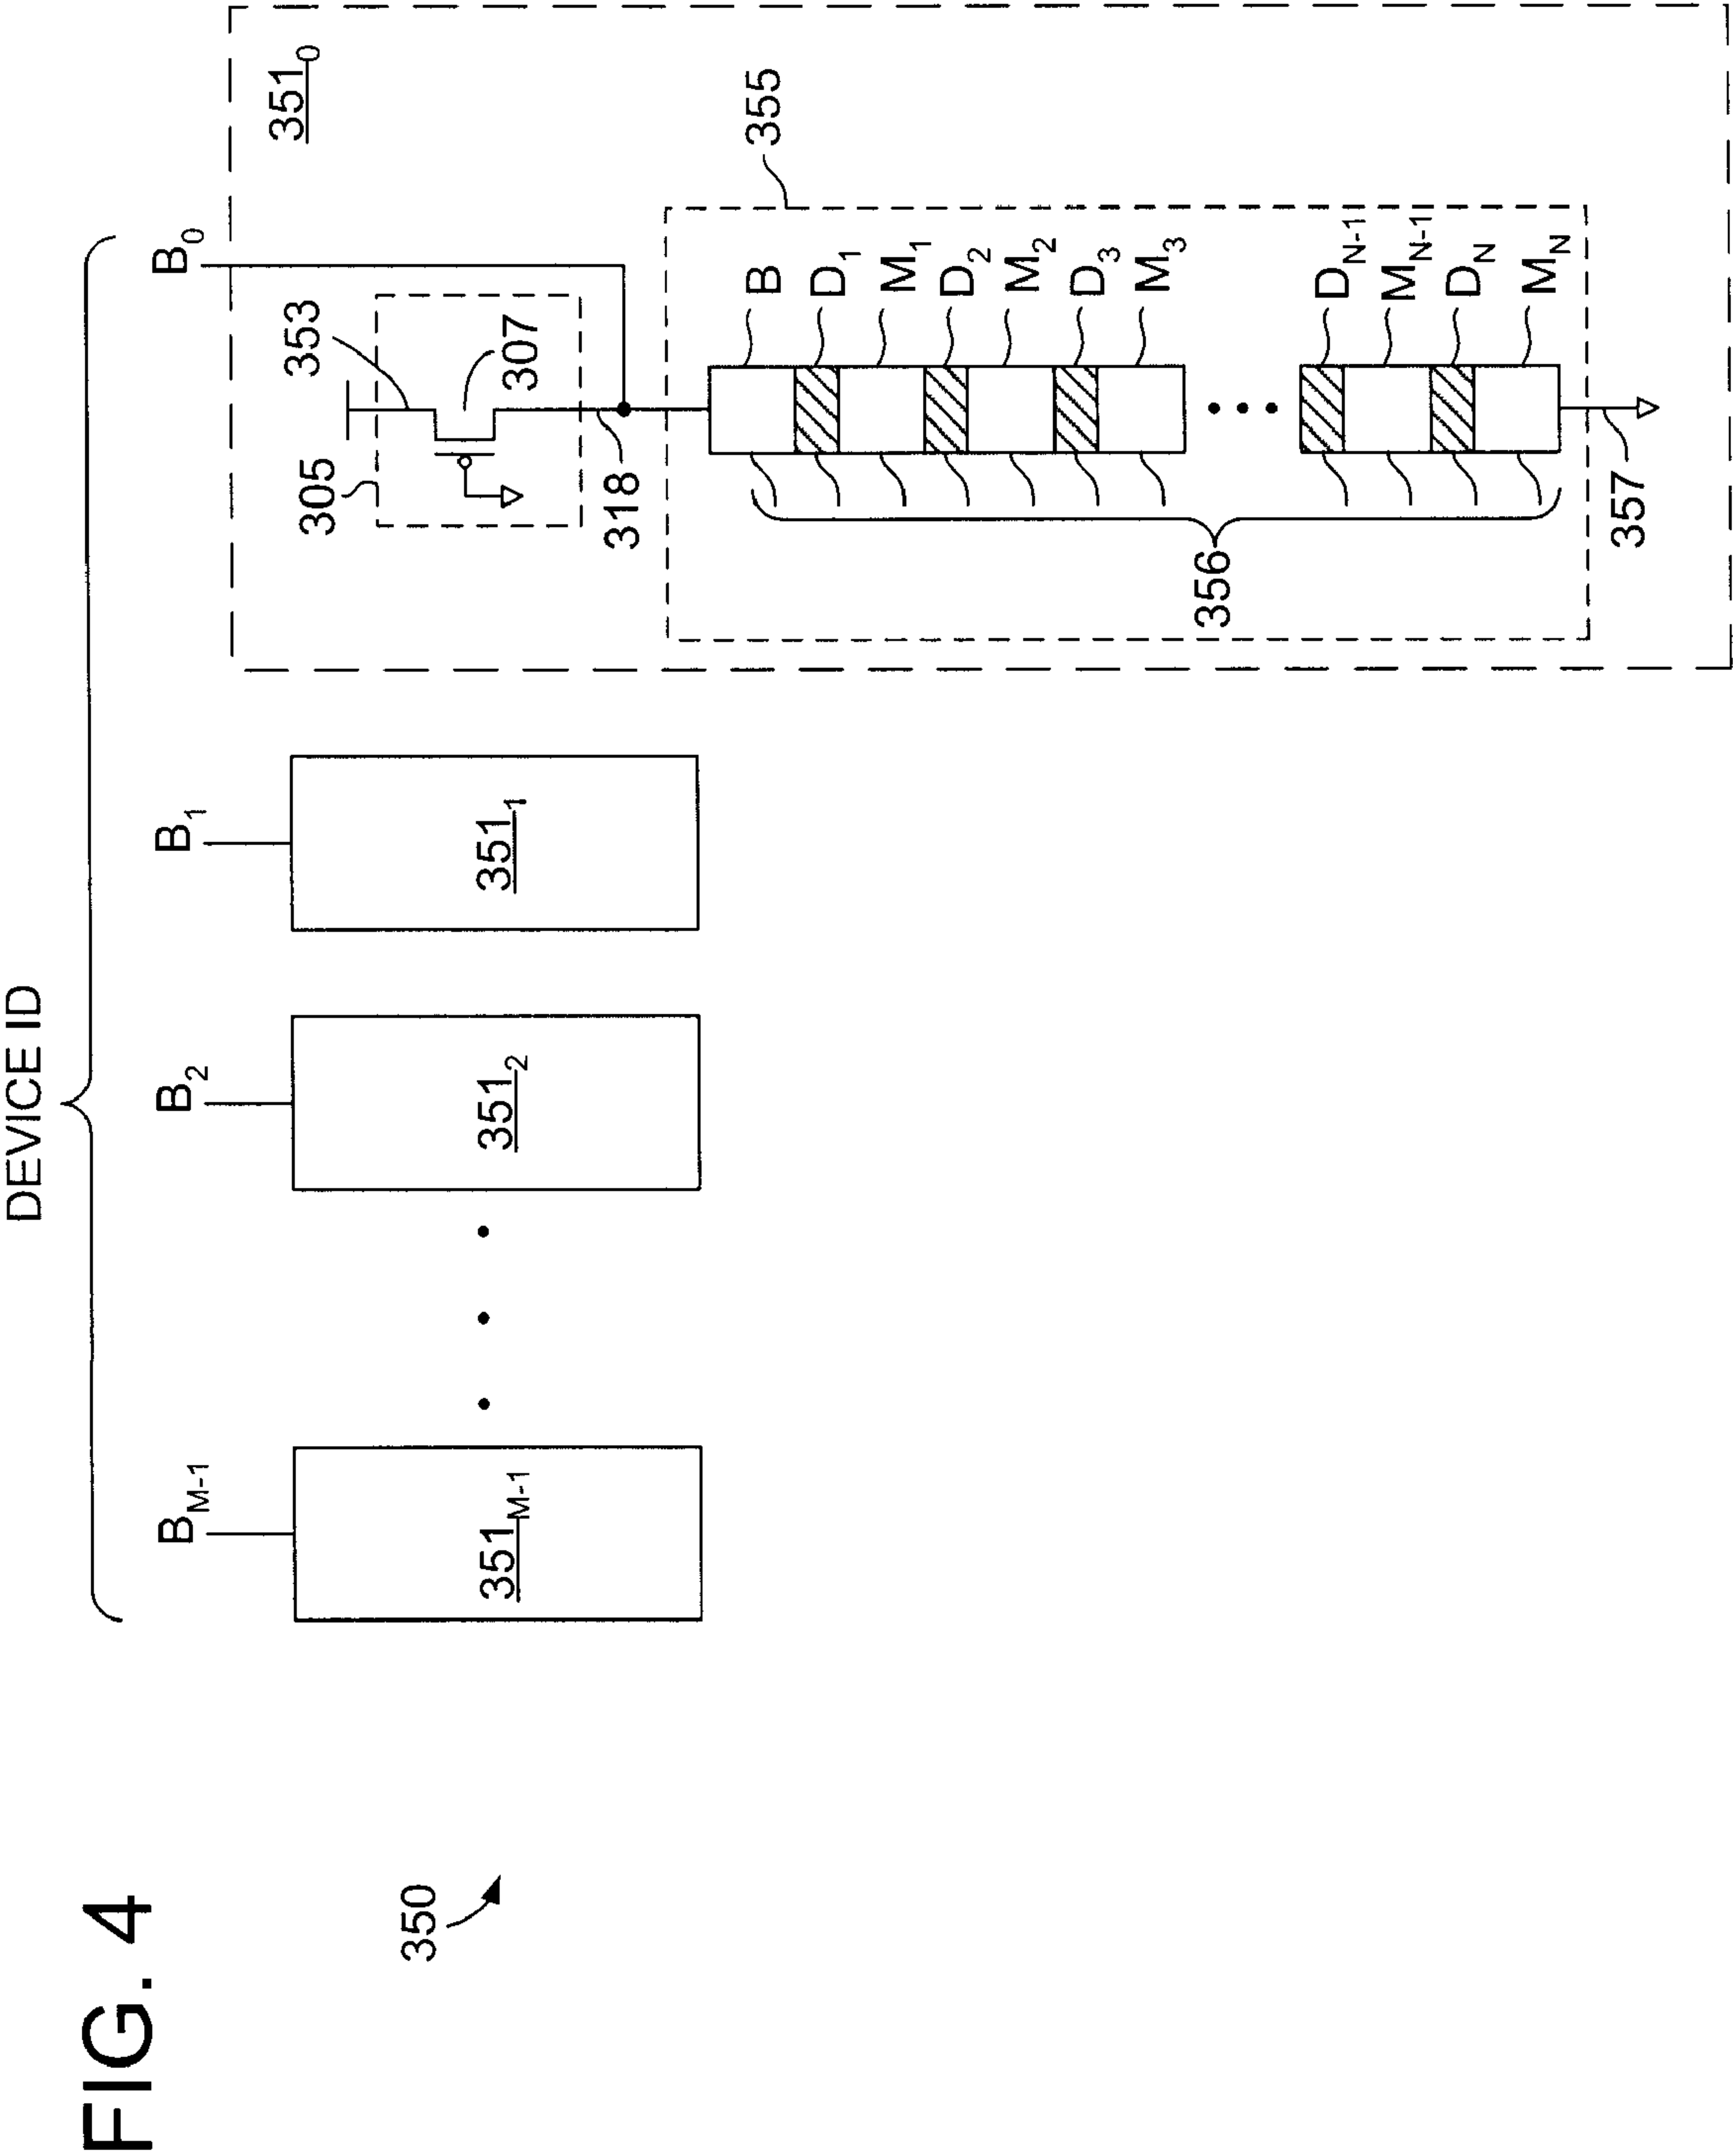 DEVICE ID
B_{M-1}
B_2
B_1
B_0
351_{M-1}
351_2
351_1
351_0
353
305
307
318
355
B
D_1
M_1
D_2
M_2
D_3
M_3
D_{N-1}
M_{N-1}
D_N
M_N
356
357
350
FIG. 4